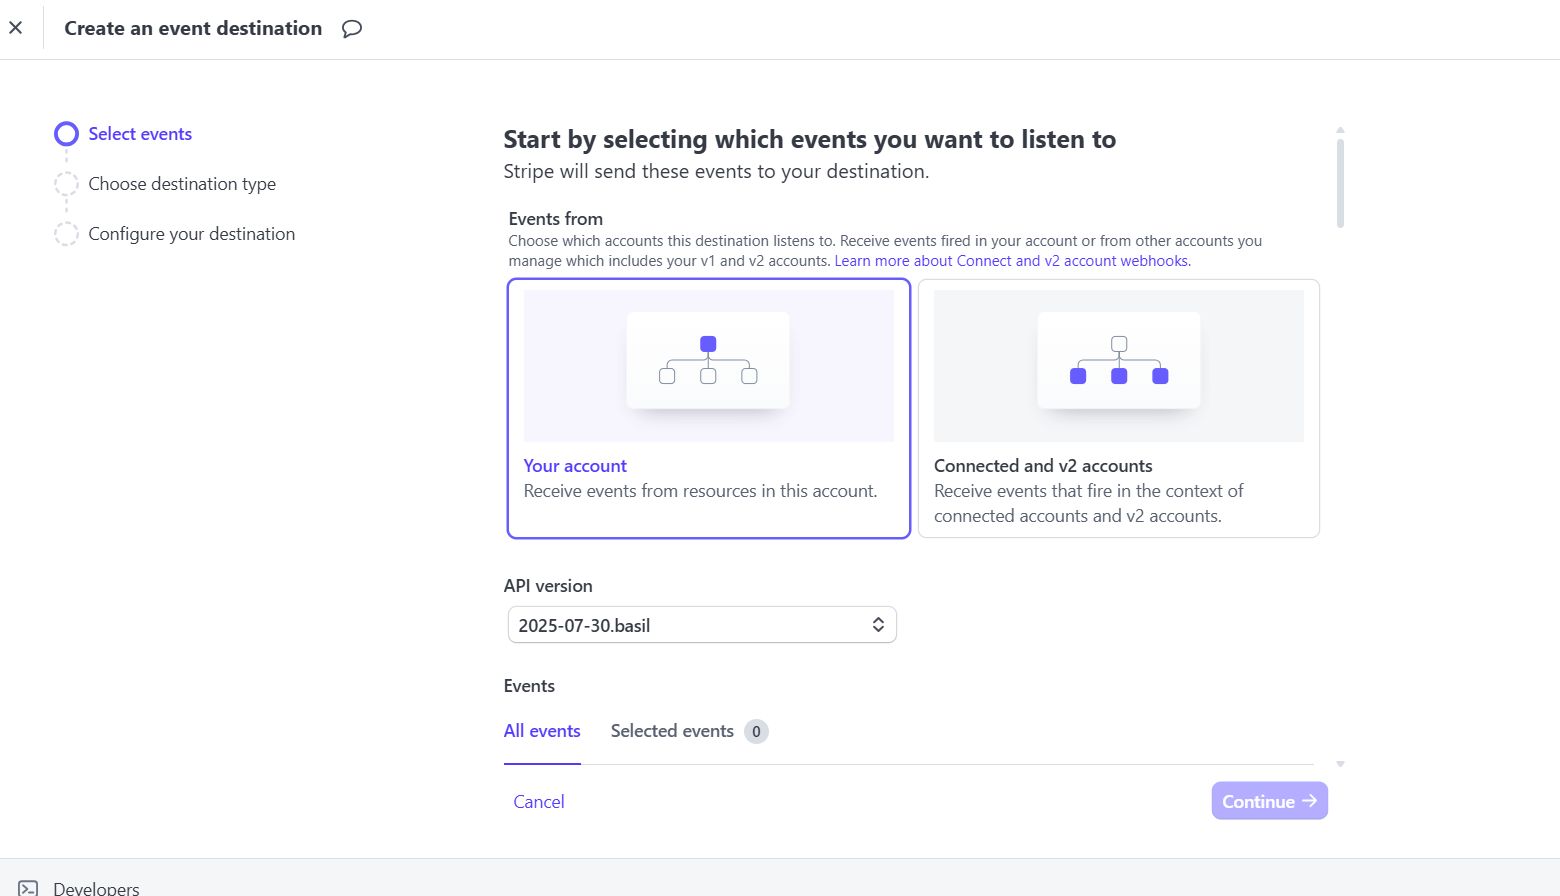 Create an event destination
Select events
Choose destination type
Configure your destination
Start by selecting which events you want to listen to
Stripe will send these events to your destination.
Events from
Choose which accounts this destination listens to. Receive events fired in your account or from other accounts you
manage which includes your v1 and v2 accounts. Learn more about Connect and v2 account webhooks.
Your account
Receive events from resources in this account.
Connected and v2 accounts
Receive events that fire in the context of
connected accounts and v2 accounts.
API version
2025-07-30.basil
Events
All events
Selected events 0
Cancel
Continue
Developers